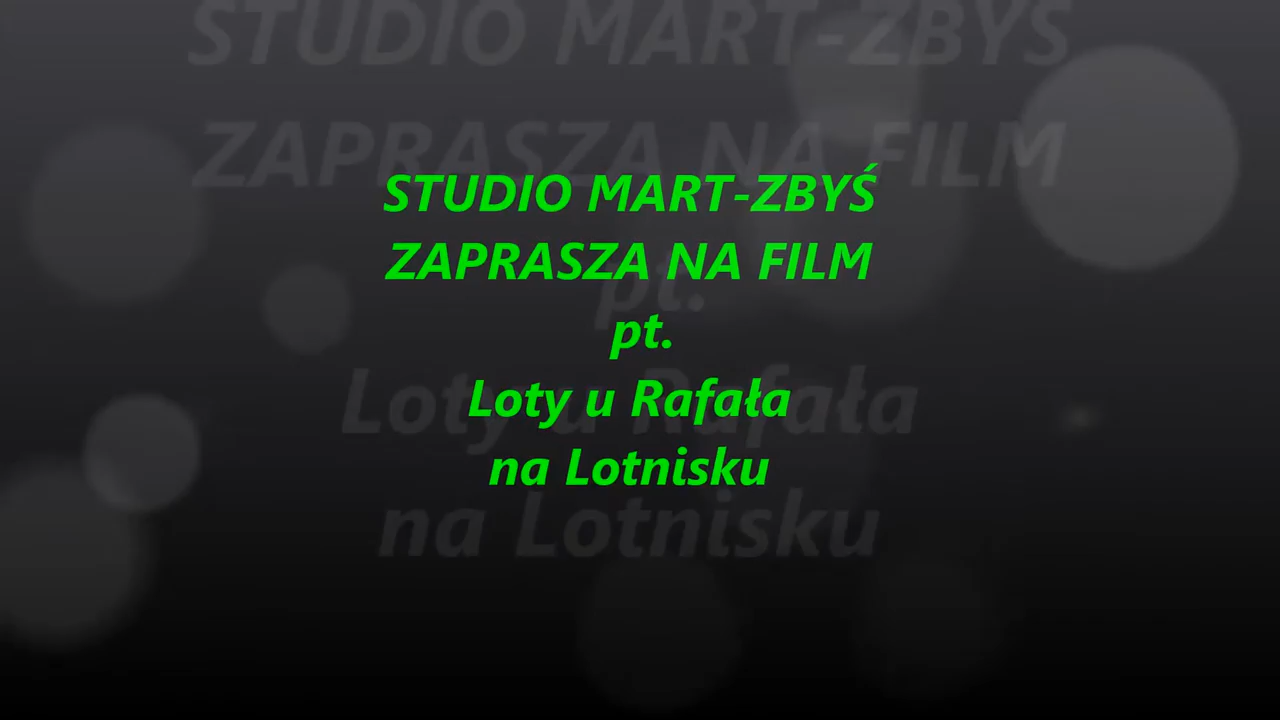 STUDIO MART-ZBYŚ
ZAPRASZA NA FILM
pt.
Loty u Rafała
na Lotnisku